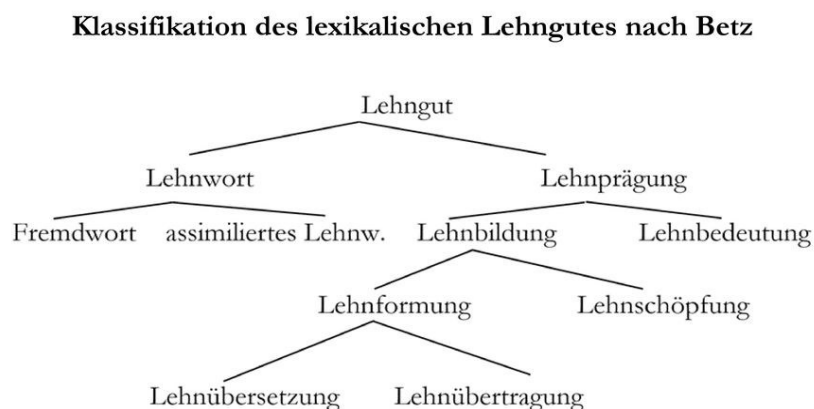 Klassifikation des lexikalischen Lehngutes nach Betz
Lehngut
Lehnwort Lehnprägung
Fremdwort assimiliertes Lehnw. Lehnbildung Lehnbedeutung
Lehnformung Lehnschöpfung
Lehnübersetzung Lehnübertragung